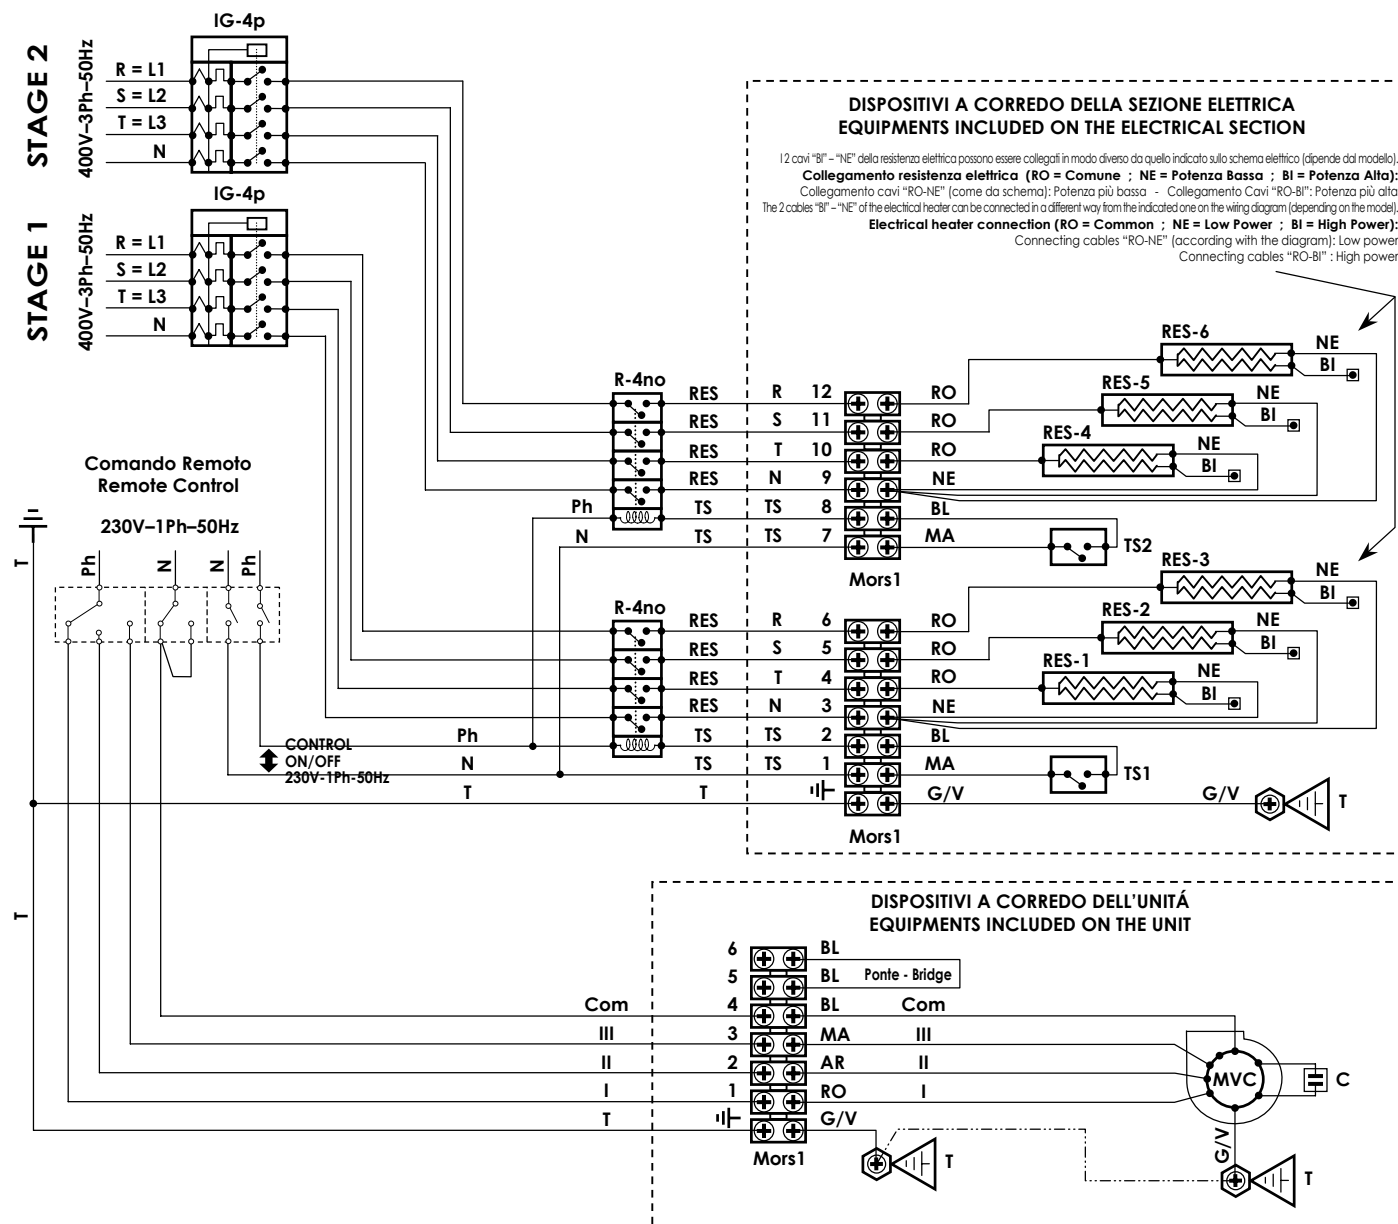 IG-4p
STAGE 2
400V–3Ph–50Hz
R = L1
S = L2
T = L3
N
IG-4p
STAGE 1
400V–3Ph–50Hz
R = L1
S = L2
T = L3
N
DISPOSITIVI A CORREDO DELLA SEZIONE ELETTRICA
EQUIPMENTS INCLUDED ON THE ELECTRICAL SECTION
I 2 cavi "BI" – "NE" della resistenza elettrica possono essere collegati in modo diverso da quello indicato sullo schema elettrico (dipende dal modello).
Collegamento resistenza elettrica (RO = Comune ; NE = Potenza Bassa ; BI = Potenza Alta):
Collegamento cavi "RO-NE" (come da schema): Potenza più bassa - Collegamento Cavi "RO-BI": Potenza più alta
The 2 cables "BI" – "NE" of the electrical heater can be connected in a different way from the indicated one on the wiring diagram (depending on the model).
Electrical heater connection (RO = Common ; NE = Low Power ; BI = High Power):
Connecting cables "RO-NE" (according with the diagram): Low power
Connecting cables "RO-BI" : High power
Comando Remoto
Remote Control
230V–1Ph–50Hz
T
Ph
N
N
Ph
R-4no
RES R 12 RO RES-6 NE BI
RES S 11 RO RES-5 NE BI
RES T 10 RO RES-4 NE BI
RES N 9 NE
Ph TS TS 8 BL
N TS TS 7 MA TS2
Mors1
R-4no
RES R 6 RO RES-3 NE BI
RES S 5 RO RES-2 NE BI
RES T 4 RO RES-1 NE BI
RES N 3 NE
Ph TS TS 2 BL
N TS TS 1 MA TS1
T T G/V G/V T
Mors1
CONTROL
ON/OFF
230V-1Ph-50Hz
T
DISPOSITIVI A CORREDO DELL'UNITÁ
EQUIPMENTS INCLUDED ON THE UNIT
6 BL
5 BL Ponte - Bridge
Com 4 BL Com
III 3 MA III
II 2 AR II
I 1 RO I
T G/V
Mors1
T
MVC
C
G/V
T